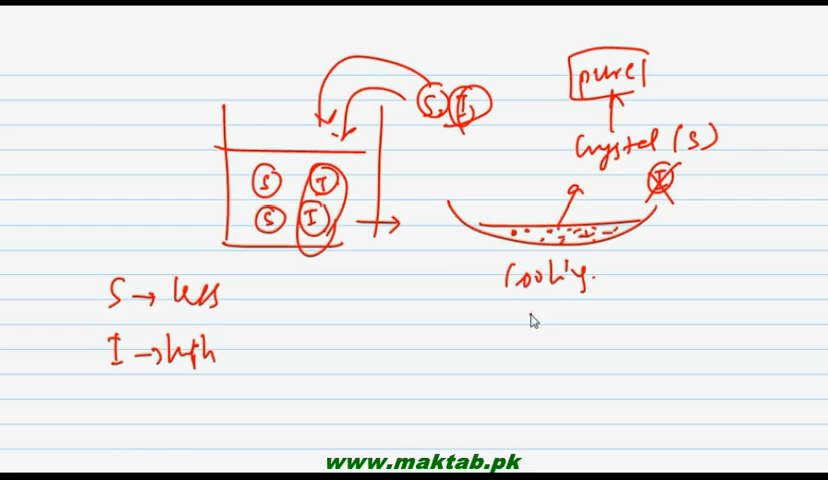 pure
S, I,
Crystal (S)
S I I
S I
Cooling.
S → less
I → high
www.maktab.pk